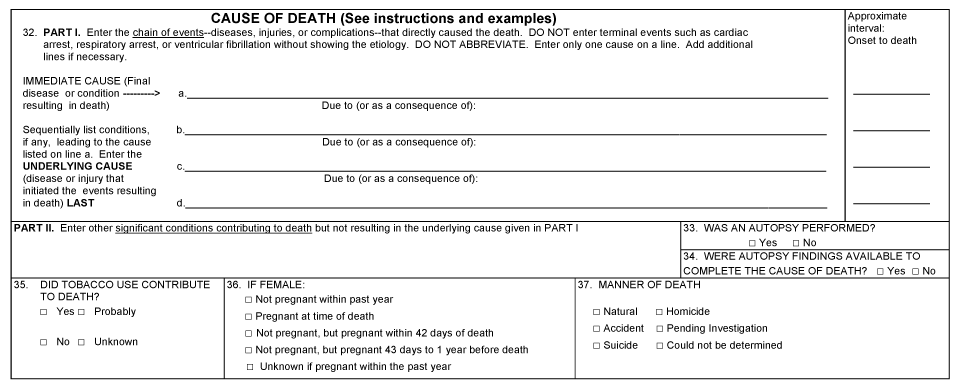 CAUSE OF DEATH (See instructions and examples)
32. PART I. Enter the chain of events--diseases, injuries, or complications--that directly caused the death. DO NOT enter terminal events such as cardiac
arrest, respiratory arrest, or ventricular fibrillation without showing the etiology. DO NOT ABBREVIATE. Enter only one cause on a line. Add additional
lines if necessary.
Approximate
interval:
Onset to death
IMMEDIATE CAUSE (Final
disease or condition --------->
resulting in death)
a.
Due to (or as a consequence of):
Sequentially list conditions,
if any, leading to the cause
listed on line a. Enter the
UNDERLYING CAUSE
(disease or injury that
initiated the events resulting
in death) LAST
b.
Due to (or as a consequence of):
c.
Due to (or as a consequence of):
d.
PART II. Enter other significant conditions contributing to death but not resulting in the underlying cause given in PART I
33. WAS AN AUTOPSY PERFORMED?
□ Yes □ No
34. WERE AUTOPSY FINDINGS AVAILABLE TO
COMPLETE THE CAUSE OF DEATH? □ Yes □ No
35. DID TOBACCO USE CONTRIBUTE
TO DEATH?
□ Yes □ Probably
□ No □ Unknown
36. IF FEMALE:
□ Not pregnant within past year
□ Pregnant at time of death
□ Not pregnant, but pregnant within 42 days of death
□ Not pregnant, but pregnant 43 days to 1 year before death
□ Unknown if pregnant within the past year
37. MANNER OF DEATH
□ Natural □ Homicide
□ Accident □ Pending Investigation
□ Suicide □ Could not be determined